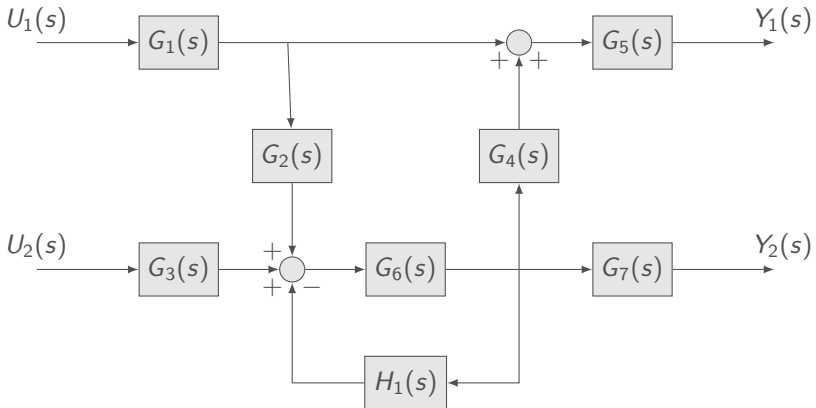 U₁(s) Y₁(s)
G₁(s) G₅(s)
+ +
G₂(s) G₄(s)
U₂(s) + Y₂(s)
G₃(s) G₆(s) G₇(s)
+ −
H₁(s)